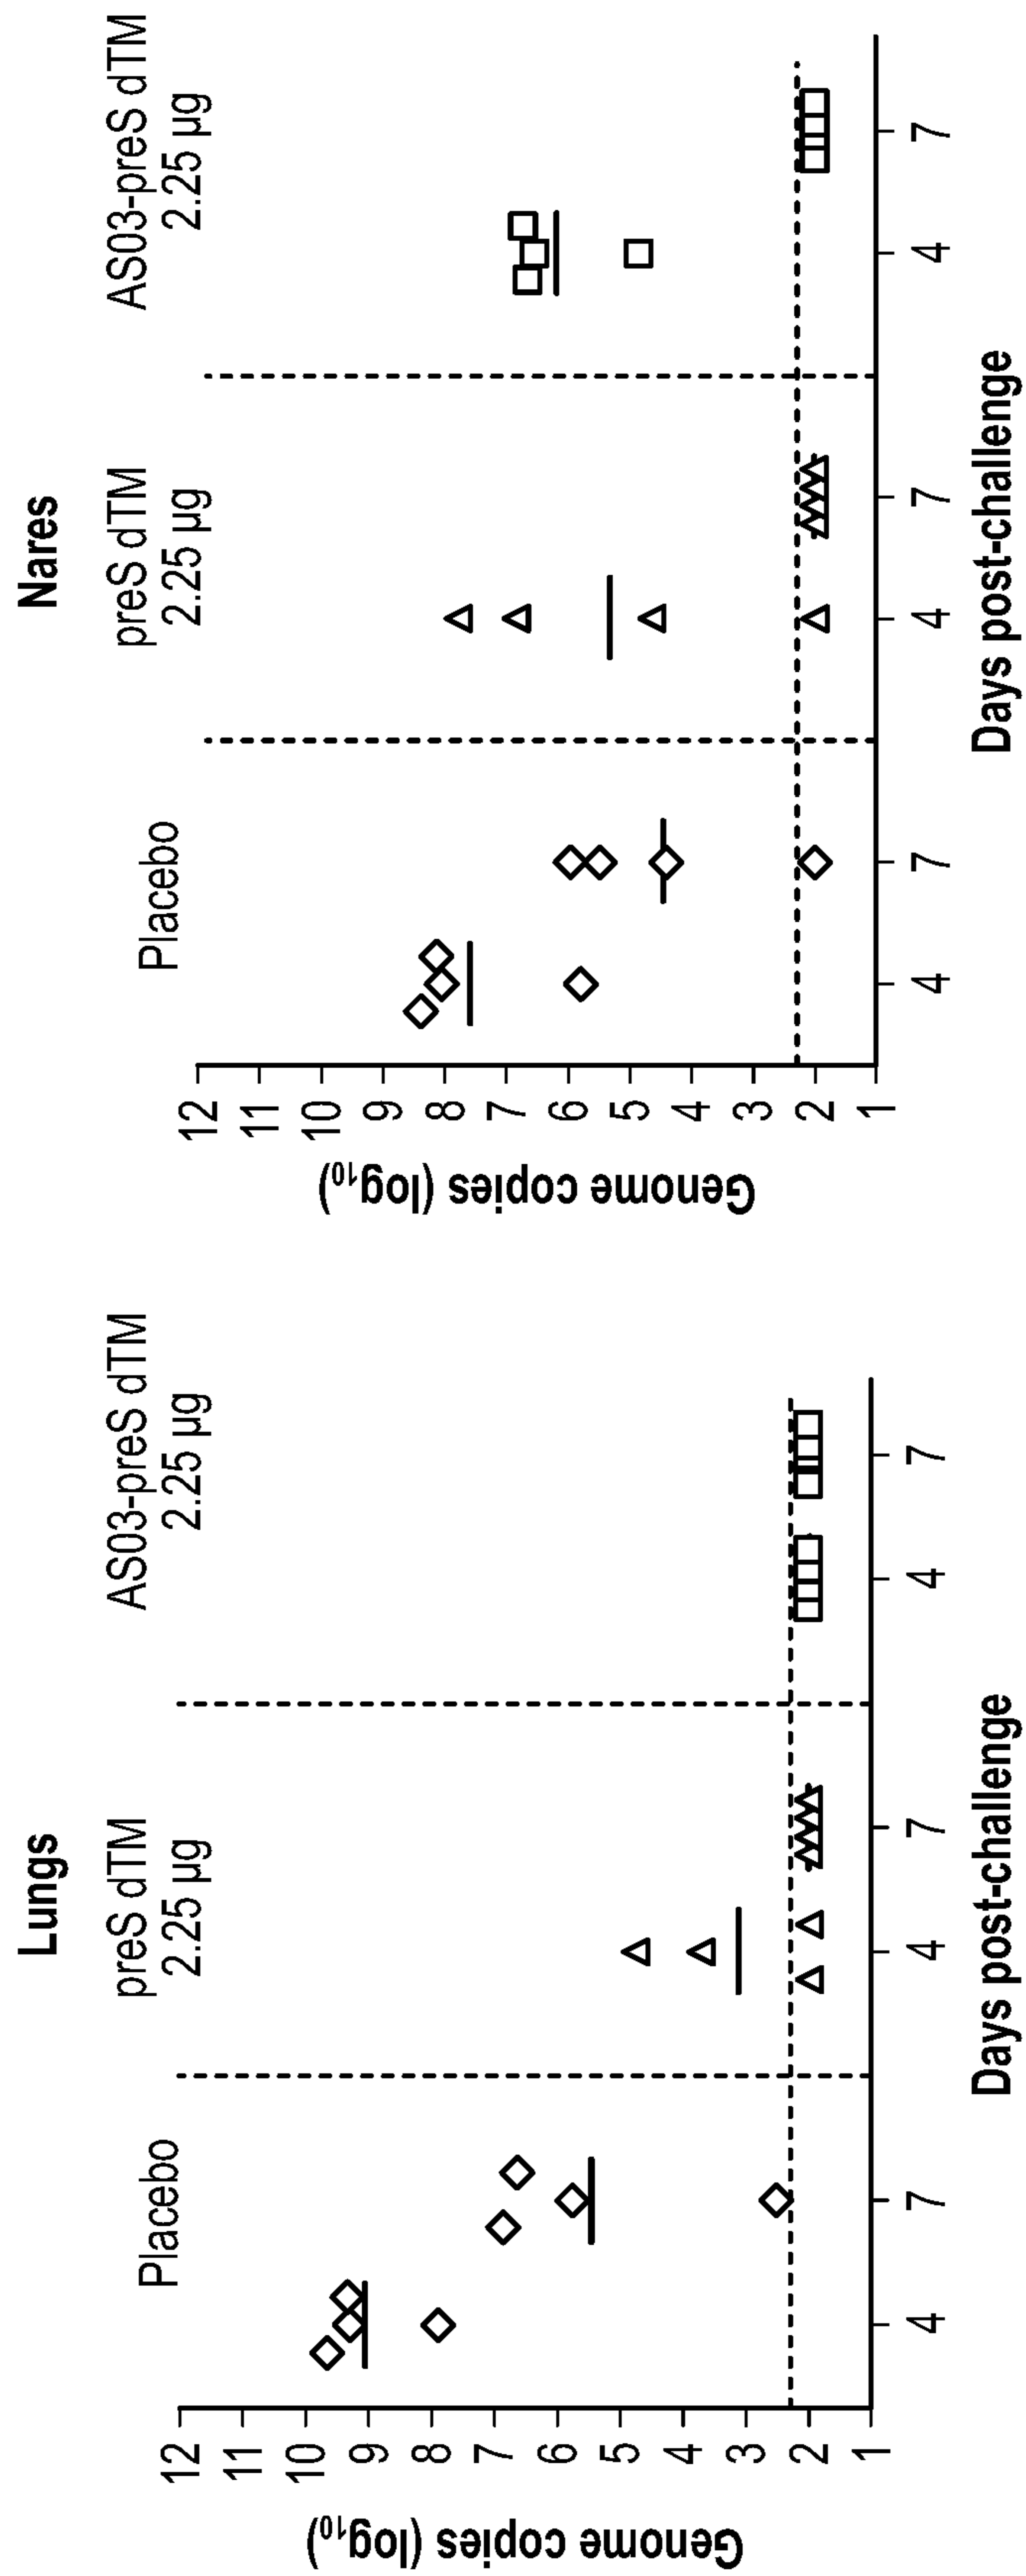 Lungs
Placebo
preS dTM
2.25 µg
AS03-preS dTM
2.25 µg
Genome copies (log10)
12
11
10
9
8
7
6
5
4
3
2
1
4
7
4
7
4
7
Days post-challenge
Nares
Placebo
preS dTM
2.25 µg
AS03-preS dTM
2.25 µg
Genome copies (log10)
12
11
10
9
8
7
6
5
4
3
2
1
4
7
4
7
4
7
Days post-challenge